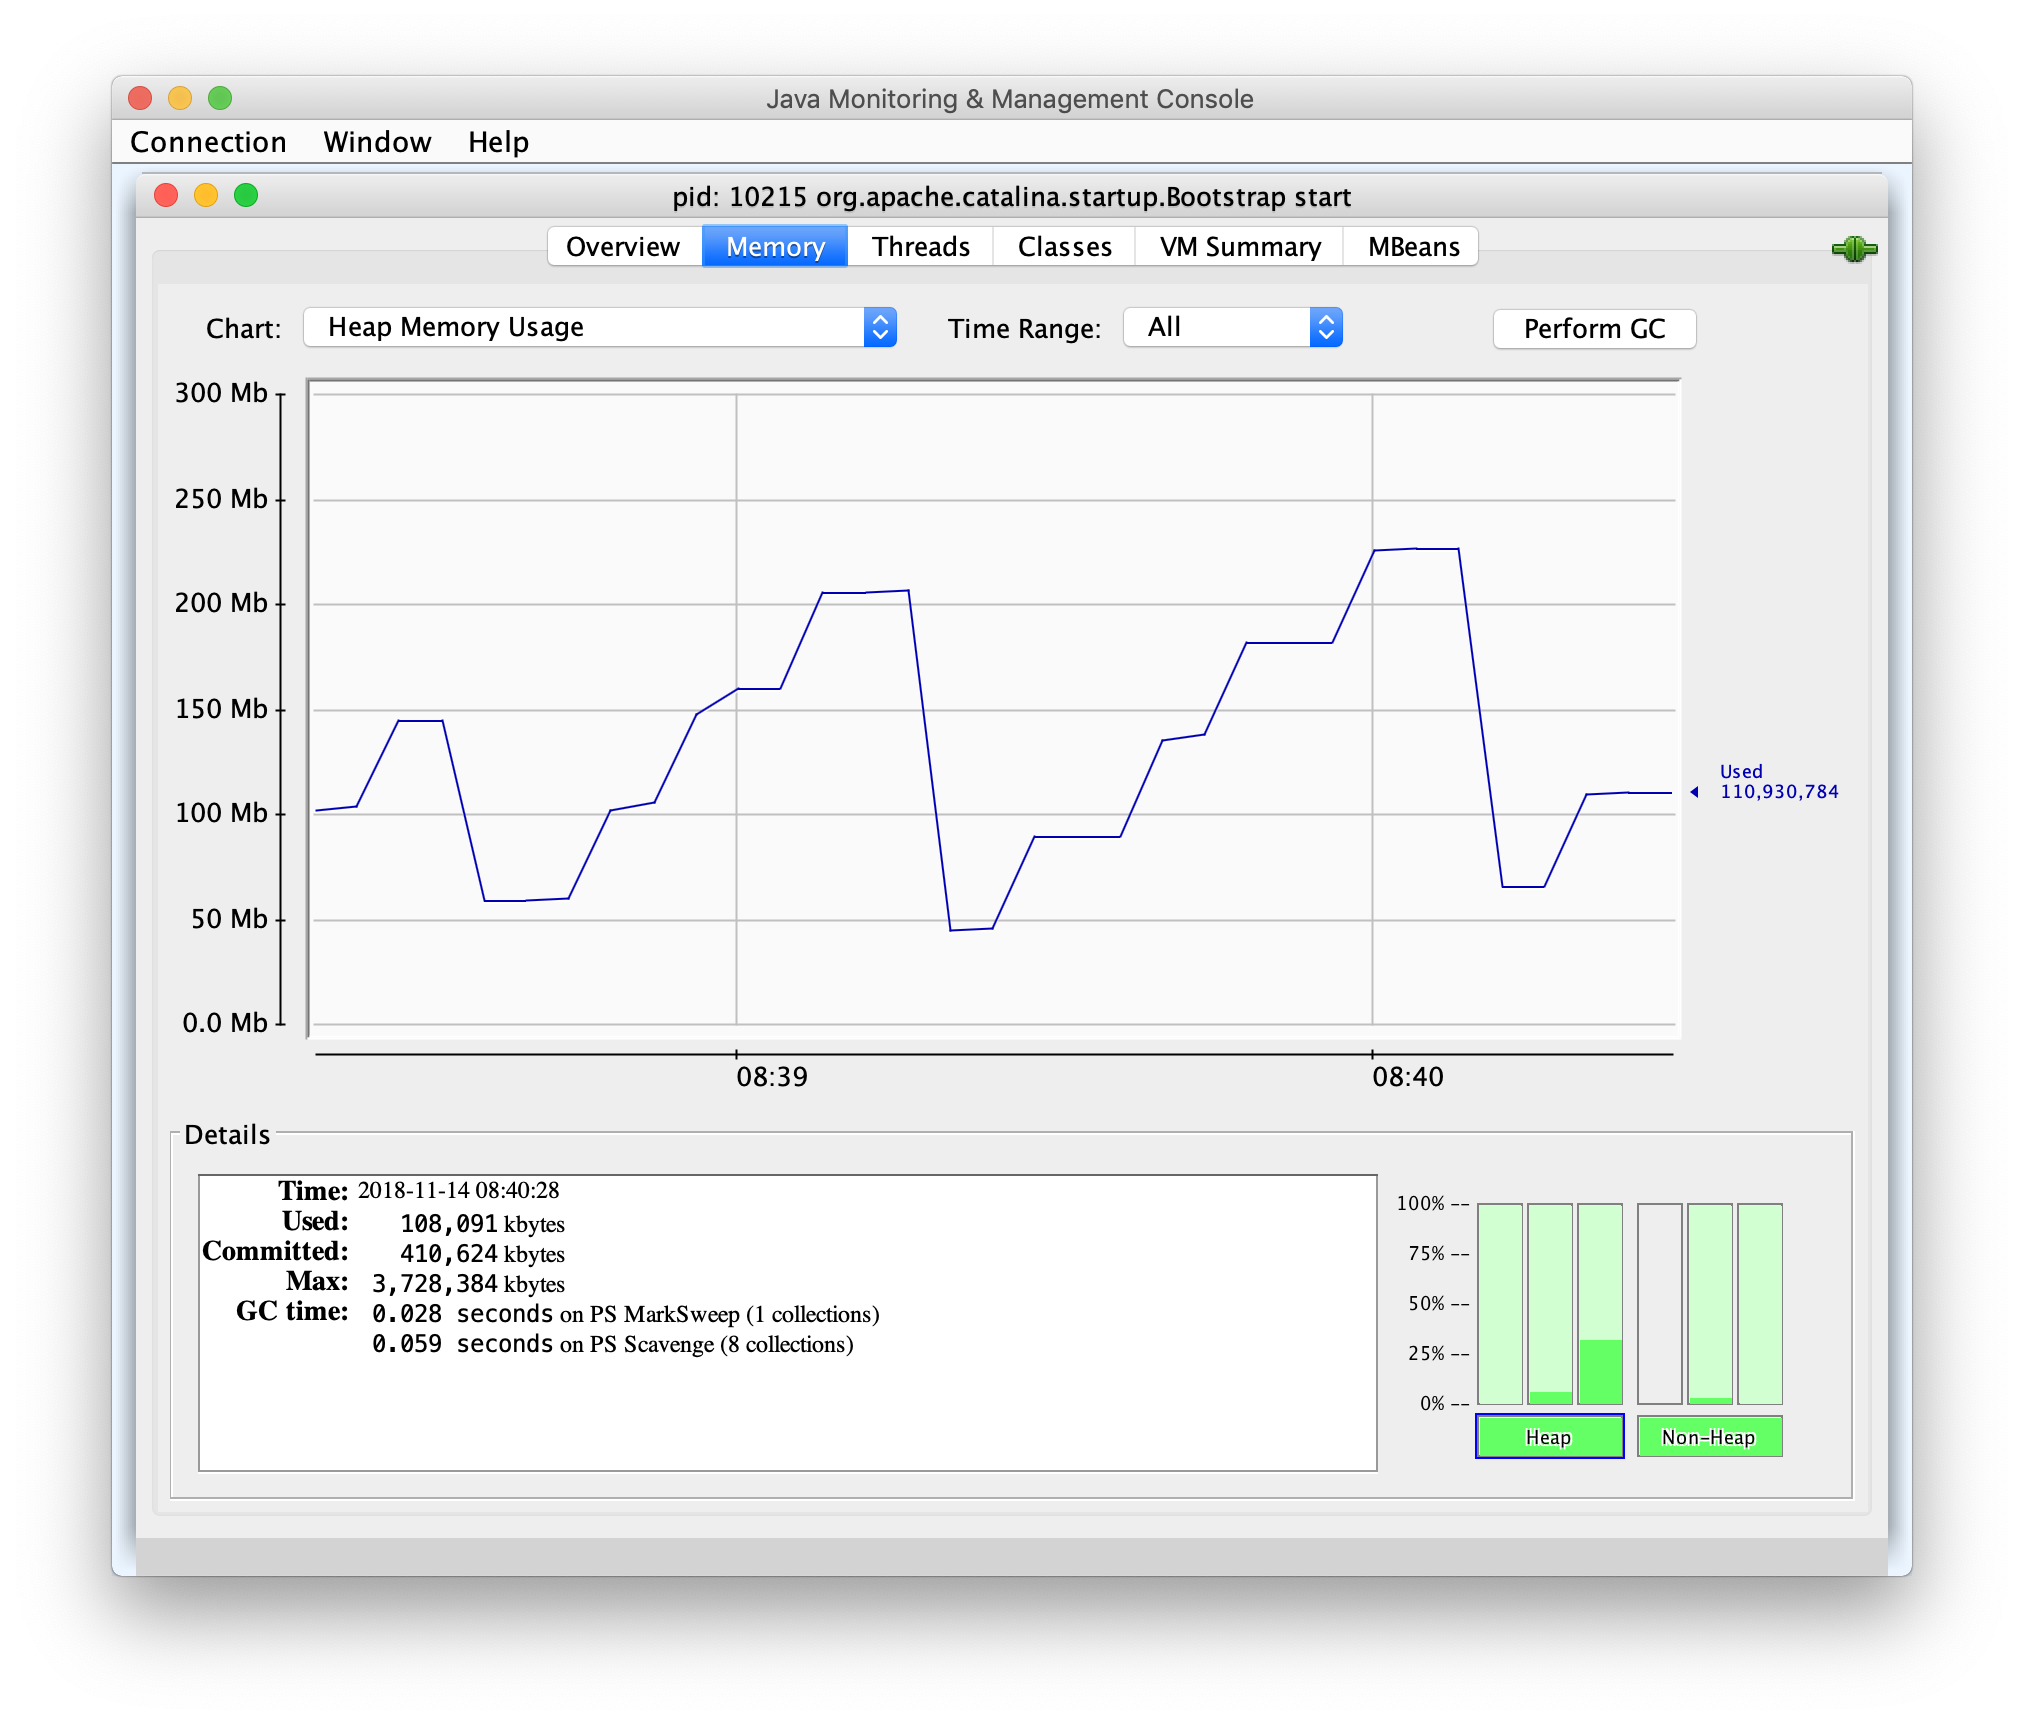 Java Monitoring & Management Console
Connection Window Help
pid: 10215 org.apache.catalina.startup.Bootstrap start
Overview Memory Threads Classes VM Summary MBeans
Chart: Heap Memory Usage Time Range: All Perform GC
300 Mb
250 Mb
200 Mb
150 Mb
100 Mb
50 Mb
0.0 Mb
Used
110,930,784
08:39 08:40
Details
Time: 2018-11-14 08:40:28
Used: 108,091 kbytes
Committed: 410,624 kbytes
Max: 3,728,384 kbytes
GC time: 0.028 seconds on PS MarkSweep (1 collections)
0.059 seconds on PS Scavenge (8 collections)
100% --
75% --
50% --
25% --
0% --
Heap Non-Heap